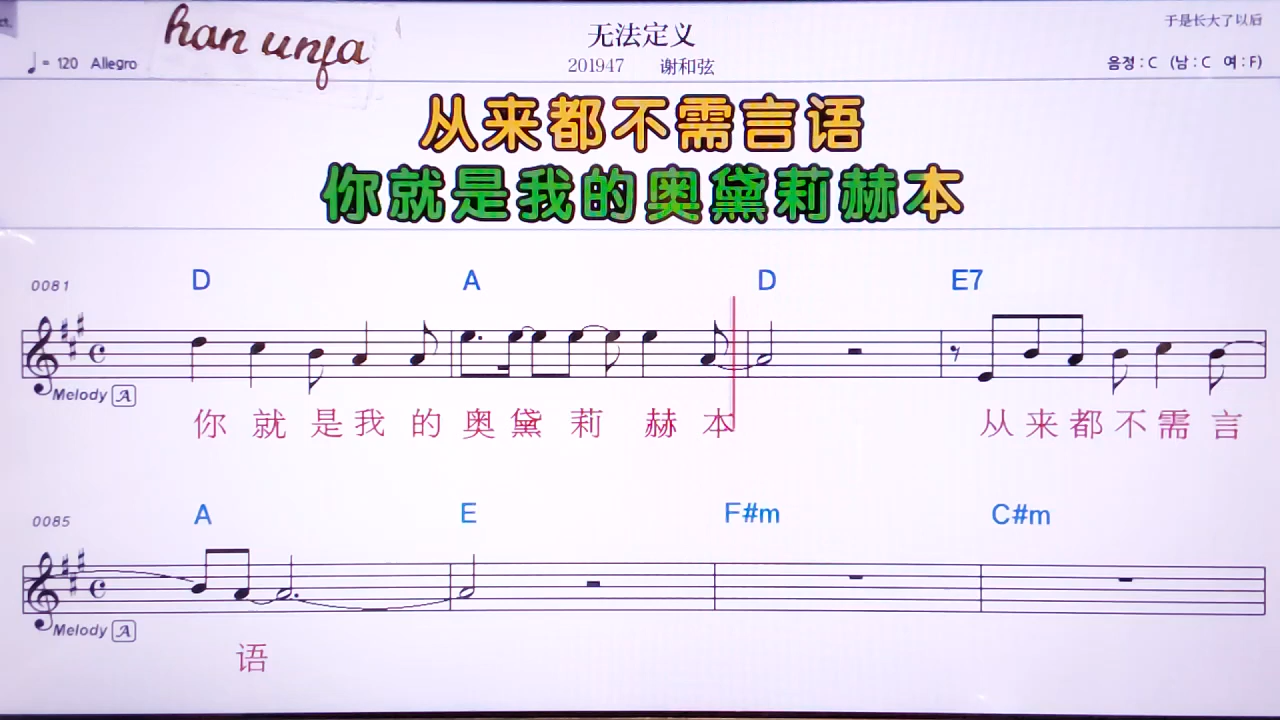 han unfa
无法定义
于是长大了以后
♩= 120 Allegro
201947 谢和弦
음정 : C (남 : C 여 : F)
从来都不需言语
你就是我的奥黛莉赫本
0081 D A D E7
Melody A
你就是我的奥黛莉赫本 从来都不需言
0085 A E F#m C#m
Melody A
语